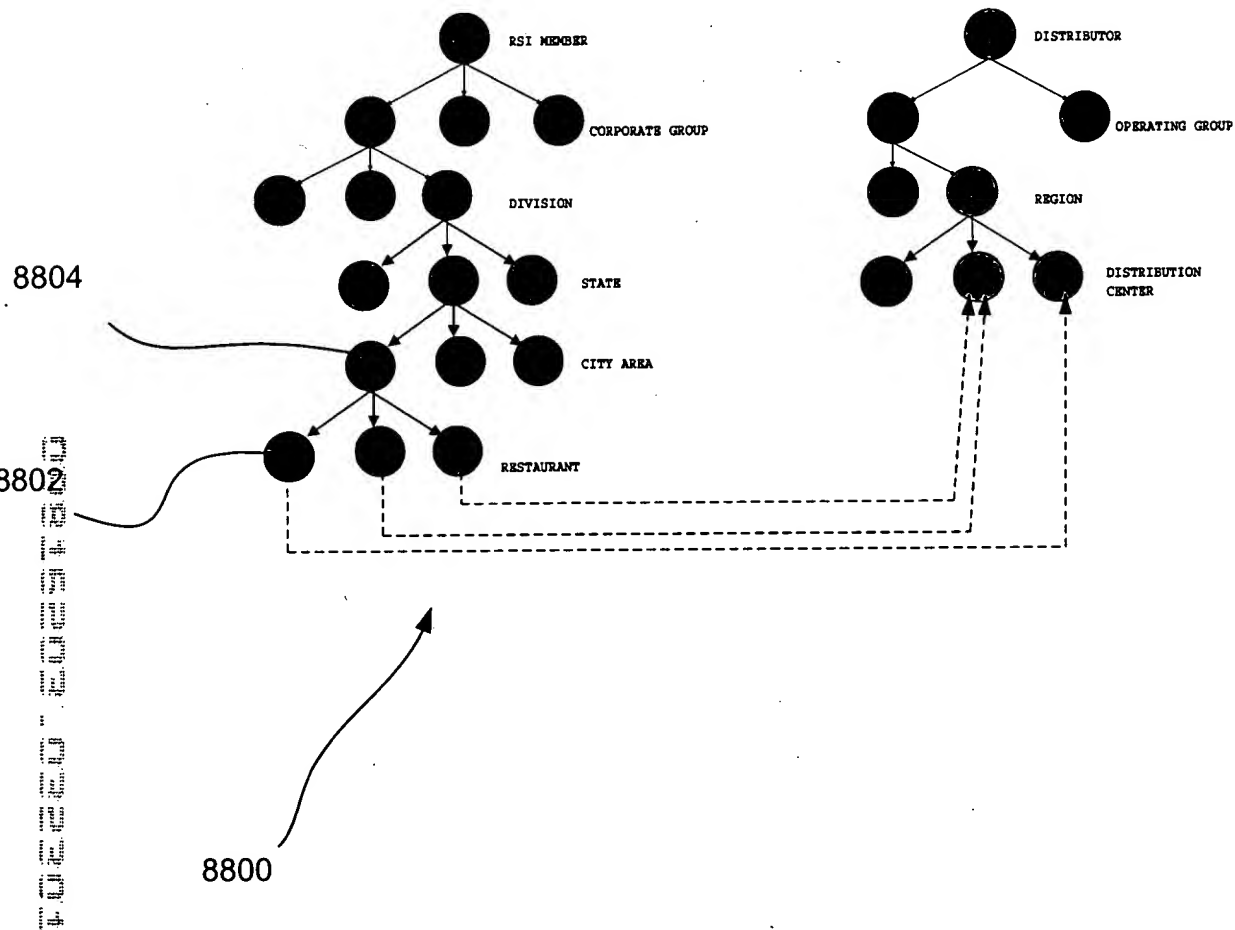 RSI MEMBER
DISTRIBUTOR
CORPORATE GROUP
OPERATING GROUP
DIVISION
REGION
8804
STATE
DISTRIBUTION
CENTER
CITY AREA
8802
RESTAURANT
8800